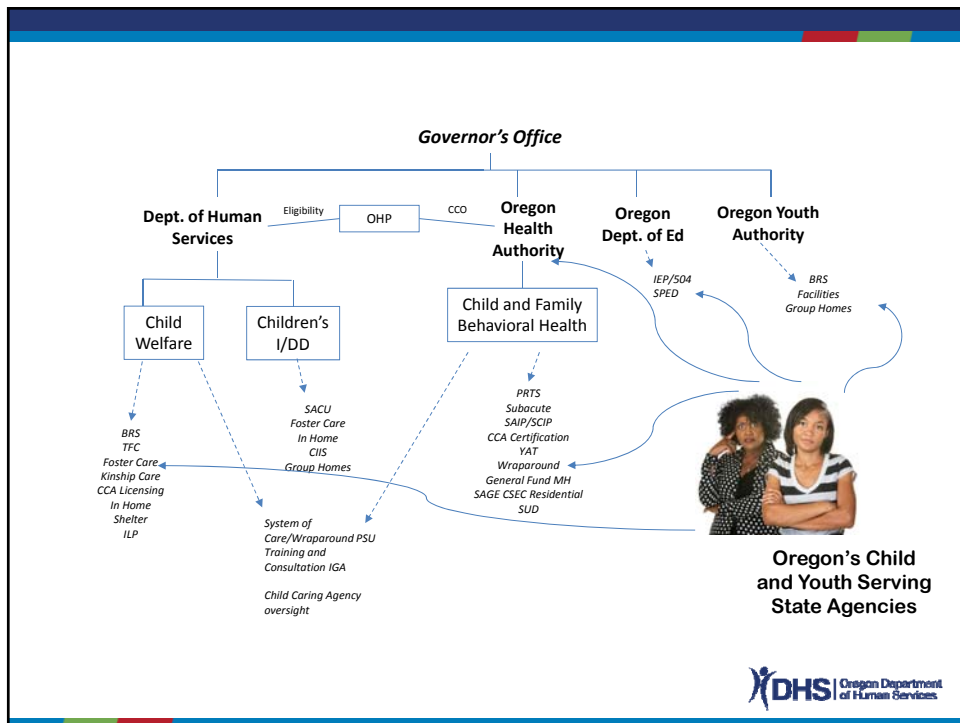 Governor's Office
Dept. of Human
Services
Eligibility
OHP
CCO
Oregon
Health
Authority
Oregon
Dept. of Ed
Oregon Youth
Authority
IEP/504
SPED
BRS
Facilities
Group Homes
Child
Welfare
Children's
I/DD
Child and Family
Behavioral Health
BRS
TFC
Foster Care
Kinship Care
CCA Licensing
In Home
Shelter
ILP
SACU
Foster Care
In Home
CIIS
Group Homes
PRTS
Subacute
SAIP/SCIP
CCA Certification
YAT
Wraparound
General Fund MH
SAGE CSEC Residential
SUD
System of
Care/Wraparound PSU
Training and
Consultation IGA
Child Caring Agency
oversight
Oregon's Child
and Youth Serving
State Agencies
DHS
Oregon Department
of Human Services